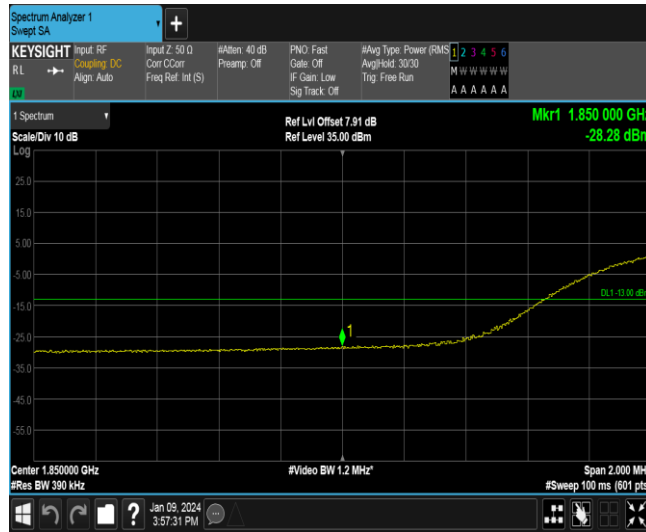 Spectrum Analyzer 1
Swept SA
+
KEYSIGHT
RL
LXI
Input: RF
Coupling: DC
Align: Auto
Input Z: 50 Ω
Corr CCorr
Freq Ref: Int (S)
#Atten: 40 dB
Preamp: Off
PNO: Fast
Gate: Off
IF Gain: Low
Sig Track: Off
#Avg Type: Power (RMS
Avg|Hold: 30/30
Trig: Free Run
1 2 3 4 5 6
M W W W W W
A A A A A A
1 Spectrum
Scale/Div 10 dB
Log
Ref Lvl Offset 7.91 dB
Ref Level 35.00 dBm
Mkr1 1.850 000 GHz
-28.28 dBm
25.0
15.0
5.00
-5.00
-15.0
-35.0
-45.0
-55.0
1
DL1 -13.00 dBm
Center 1.850000 GHz
#Res BW 390 kHz
#Video BW 1.2 MHz*
Span 2.000 MH
#Sweep 100 ms (601 pts
?
Jan 09, 2024
3:57:31 PM